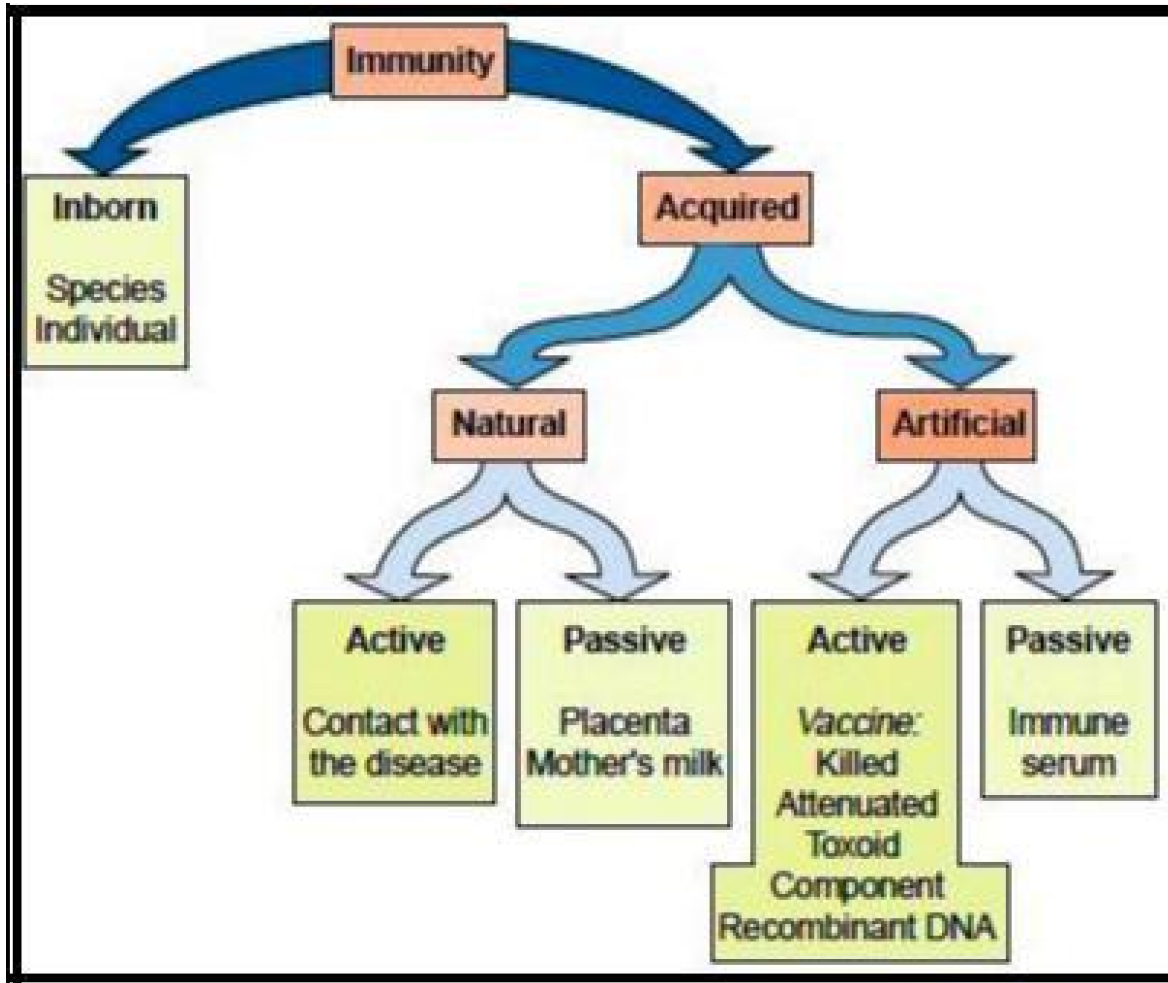 Immunity
Inborn
Species
Individual
Acquired
Natural
Artificial
Active
Contact with
the disease
Passive
Placenta
Mother's milk
Active
Vaccine:
Killed
Attenuated
Toxoid
Component
Recombinant DNA
Passive
Immune
serum